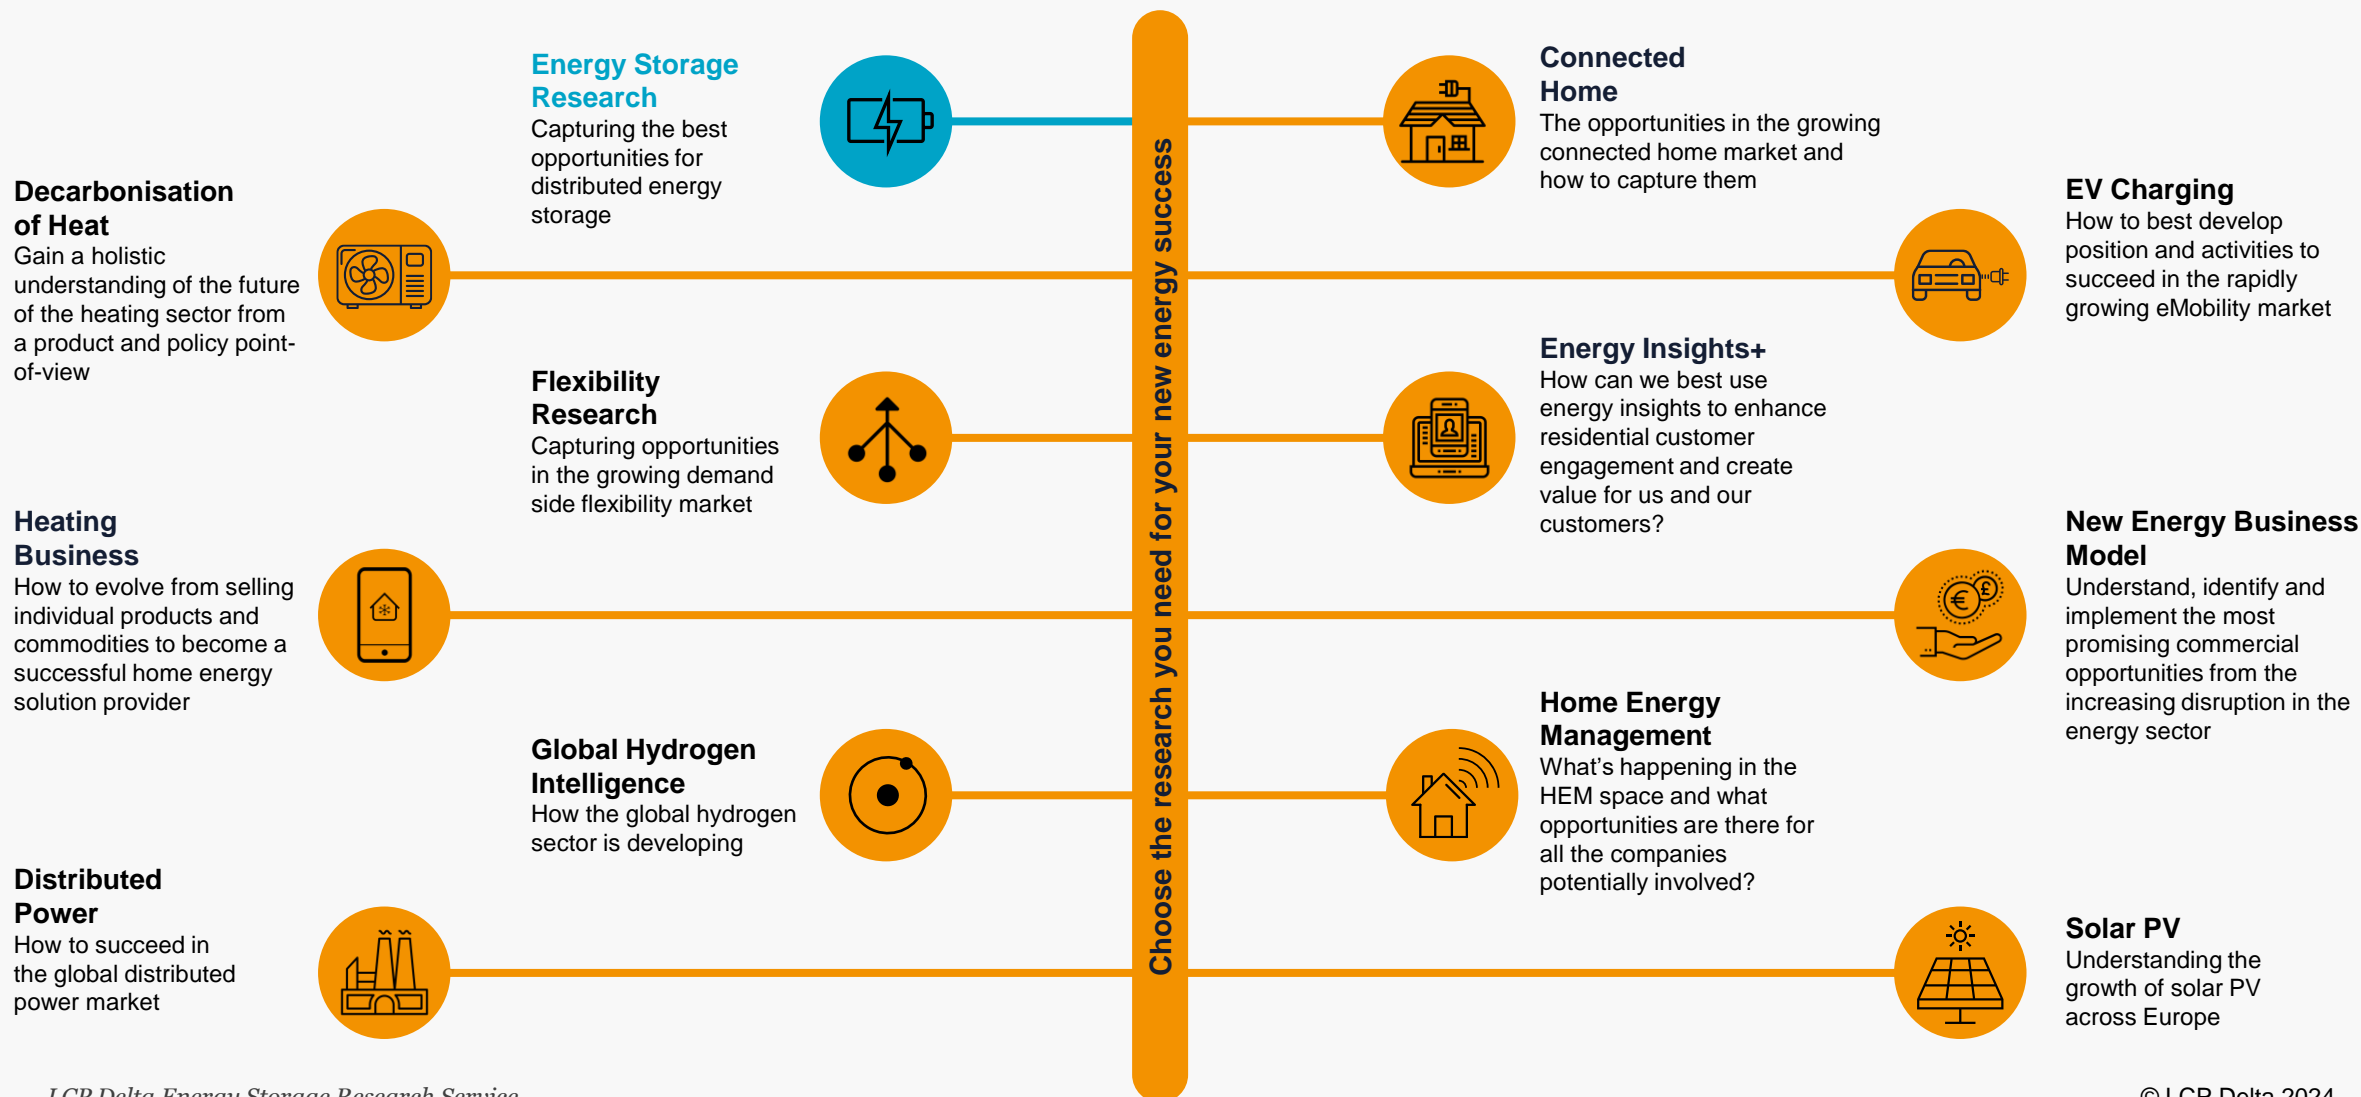 Energy Storage
Research
Capturing the best
opportunities for
distributed energy
storage
Connected
Home
The opportunities in the growing
connected home market and
how to capture them
Decarbonisation
of Heat
Gain a holistic
understanding of the future
of the heating sector from
a product and policy point-
of-view
EV Charging
How to best develop
position and activities to
succeed in the rapidly
growing eMobility market
Choose the research you need for your new energy success
Flexibility
Research
Capturing opportunities
in the growing demand
side flexibility market
Energy Insights+
How can we best use
energy insights to enhance
residential customer
engagement and create
value for us and our
customers?
Heating
Business
How to evolve from selling
individual products and
commodities to become a
successful home energy
solution provider
€ £
New Energy Business
Model
Understand, identify and
implement the most
promising commercial
opportunities from the
increasing disruption in the
energy sector
Global Hydrogen
Intelligence
How the global hydrogen
sector is developing
Home Energy
Management
What’s happening in the
HEM space and what
opportunities are there for
all the companies
potentially involved?
Distributed
Power
How to succeed in
the global distributed
power market
Solar PV
Understanding the
growth of solar PV
across Europe
LCP Delta Energy Storage Research Service
© LCP Delta 2024